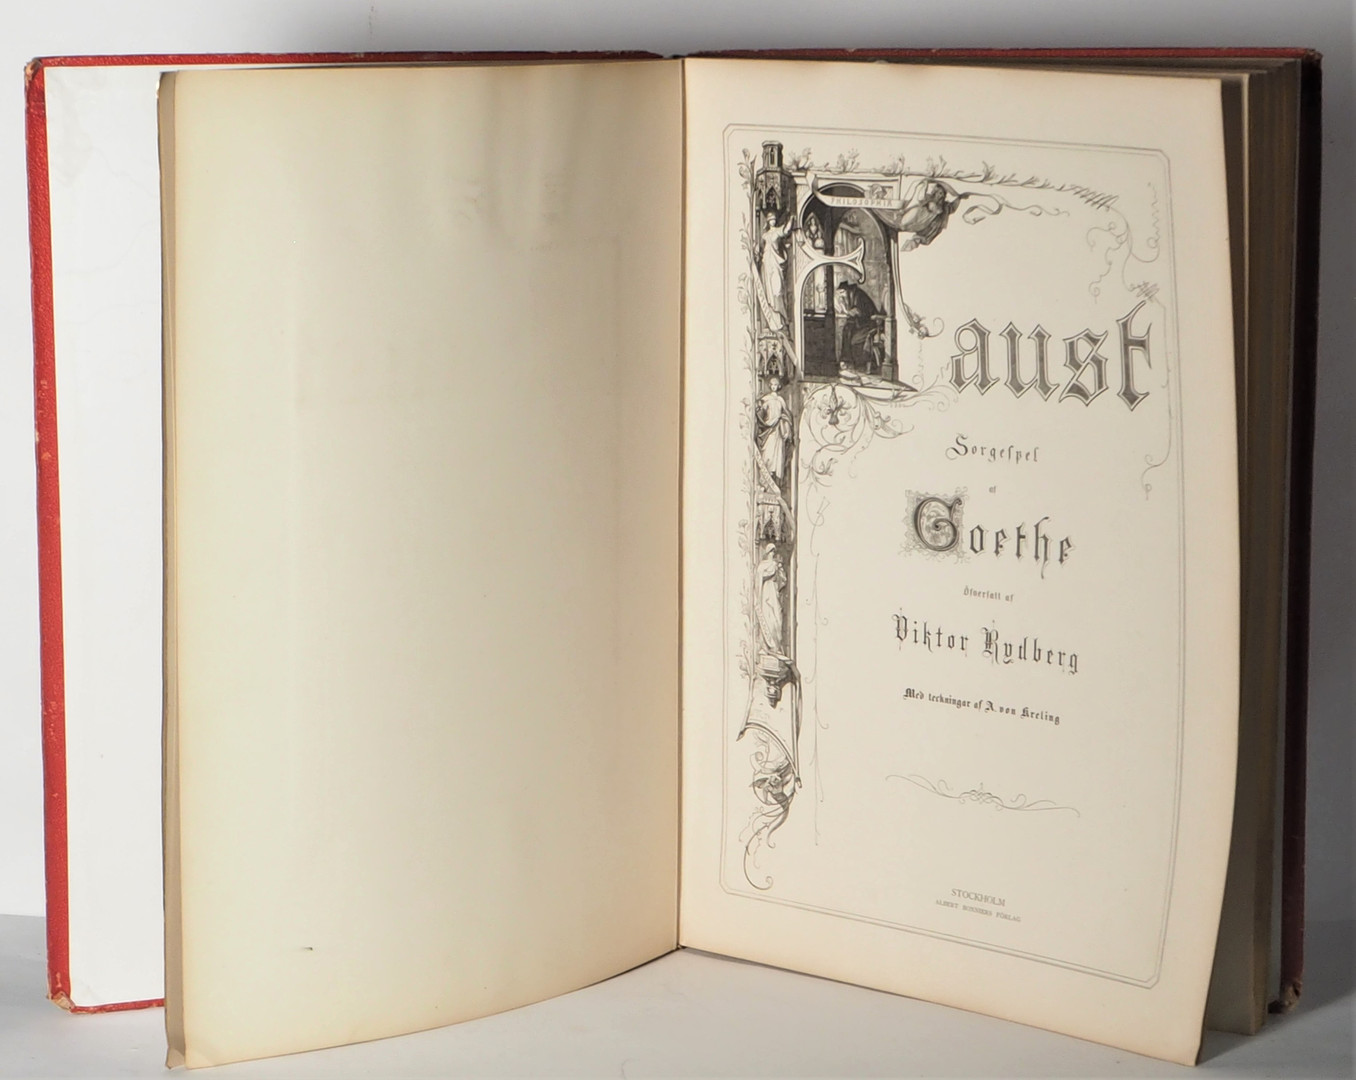 PHILOSOPHIA
Faust
Sorgespel
af
Goethe
Öfversatt af
Viktor Rydberg
Med teckningar af A. von Kreling
STOCKHOLM
ALBERT BONNIERS FÖRLAG